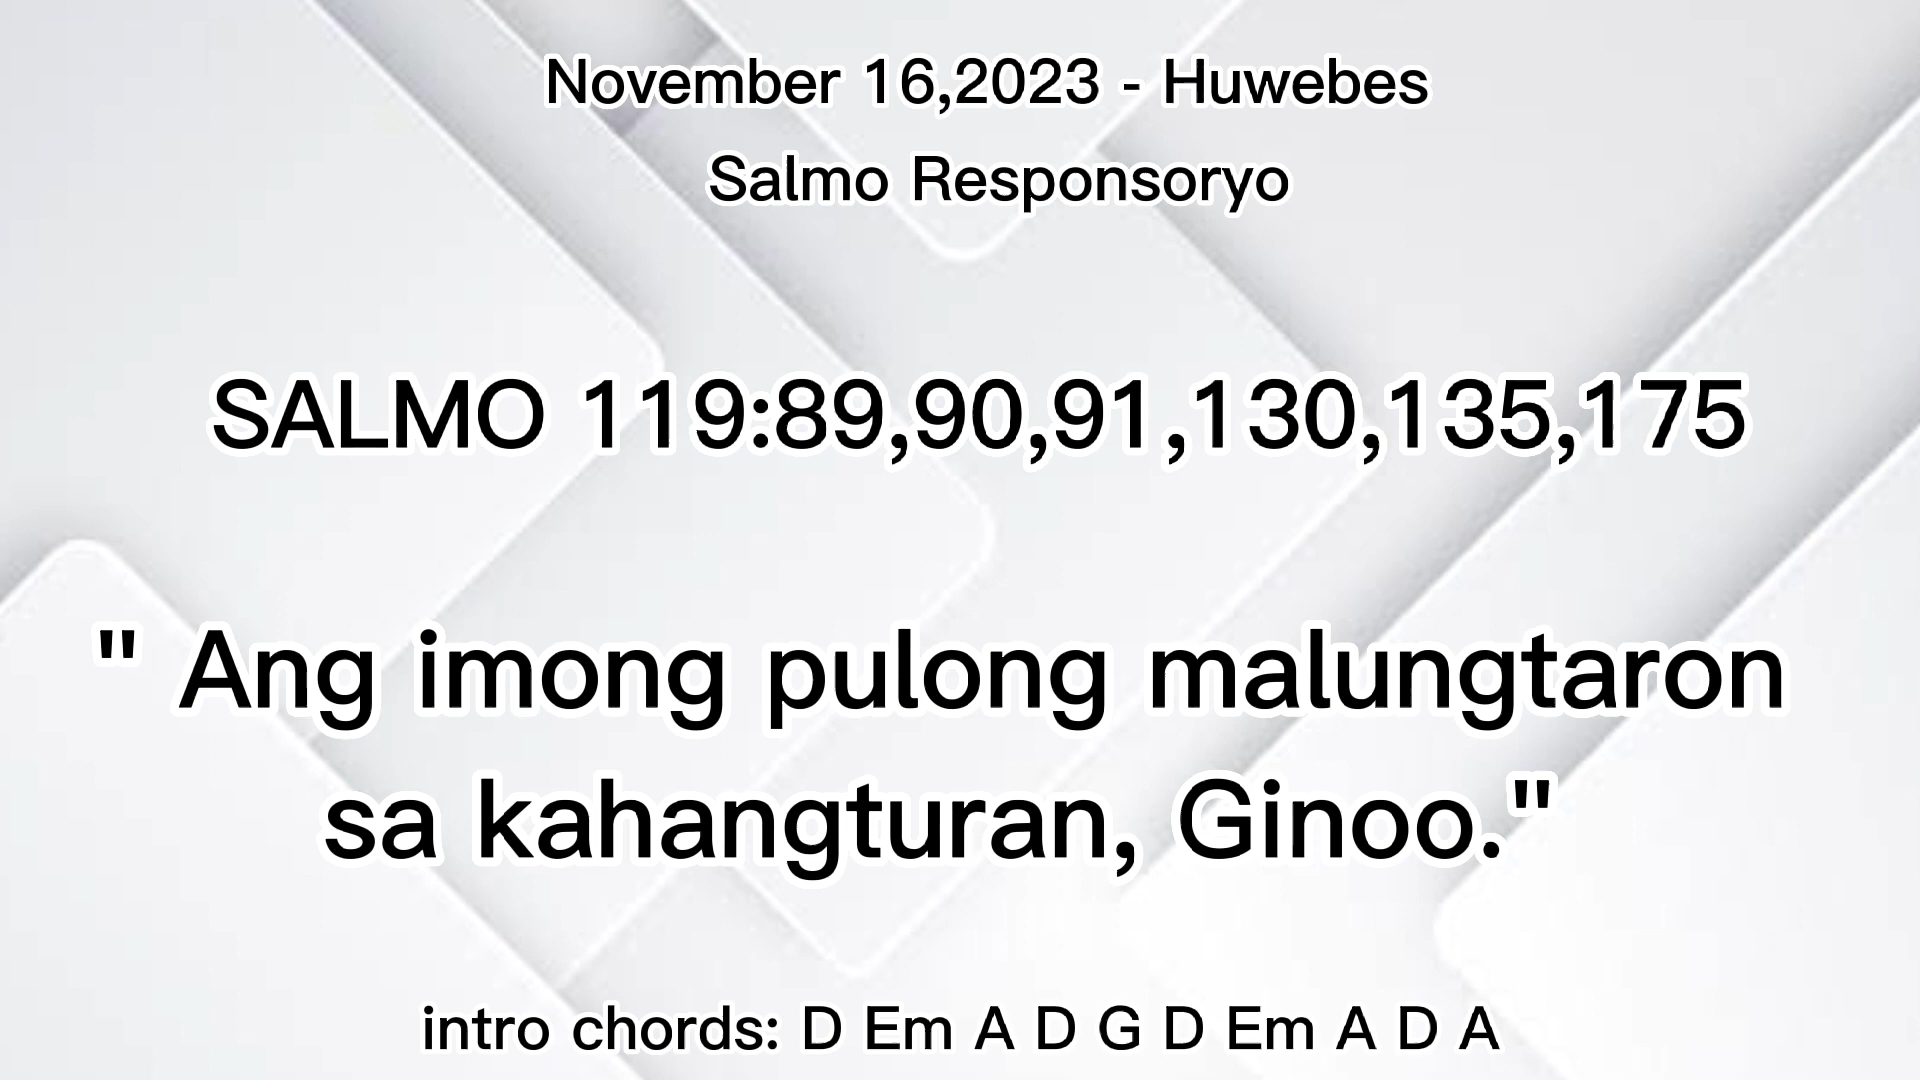 November 16,2023 - Huwebes
Salmo Responsoryo
SALMO 119:89,90,91,130,135,175
" Ang imong pulong malungtaron
sa kahangturan, Ginoo."
intro chords: D Em A D G D Em A D A